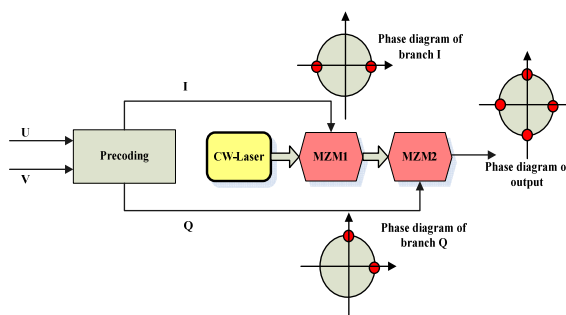 Phase diagram of
branch I
I
U
Precoding
CW-Laser
MZM1
MZM2
V
Phase diagram o
output
Q
Phase diagram of
branch Q